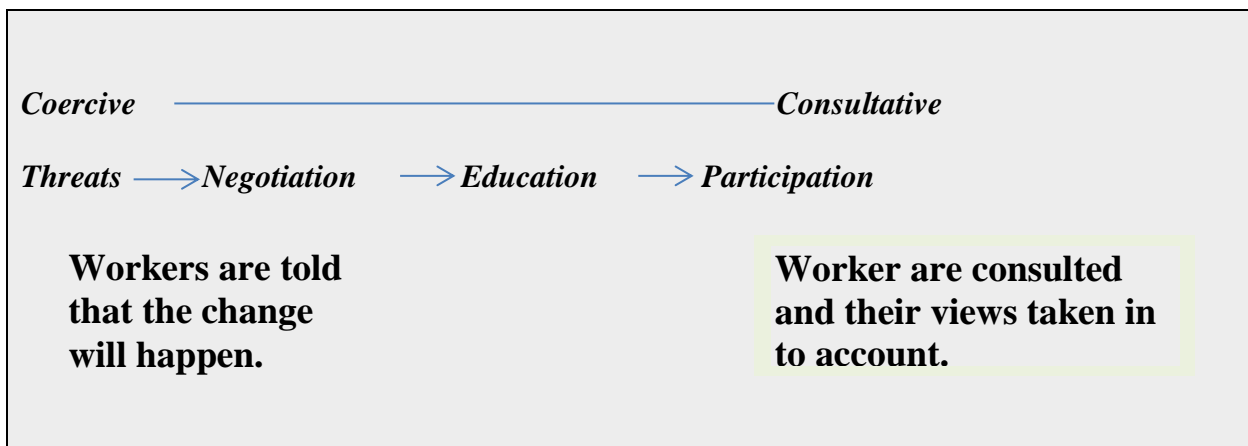 Coercive Consultative
Threats Negotiation Education Participation
Workers are told
that the change
will happen.
Worker are consulted
and their views taken in
to account.